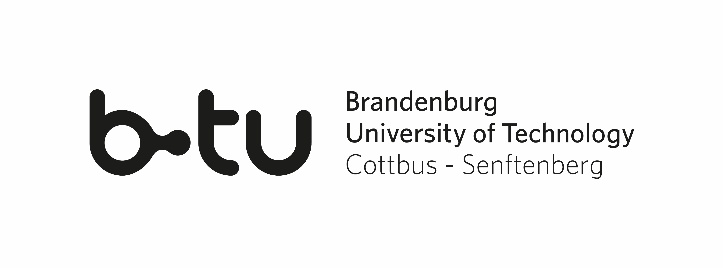 b-tu
Brandenburg
University of Technology
Cottbus - Senftenberg